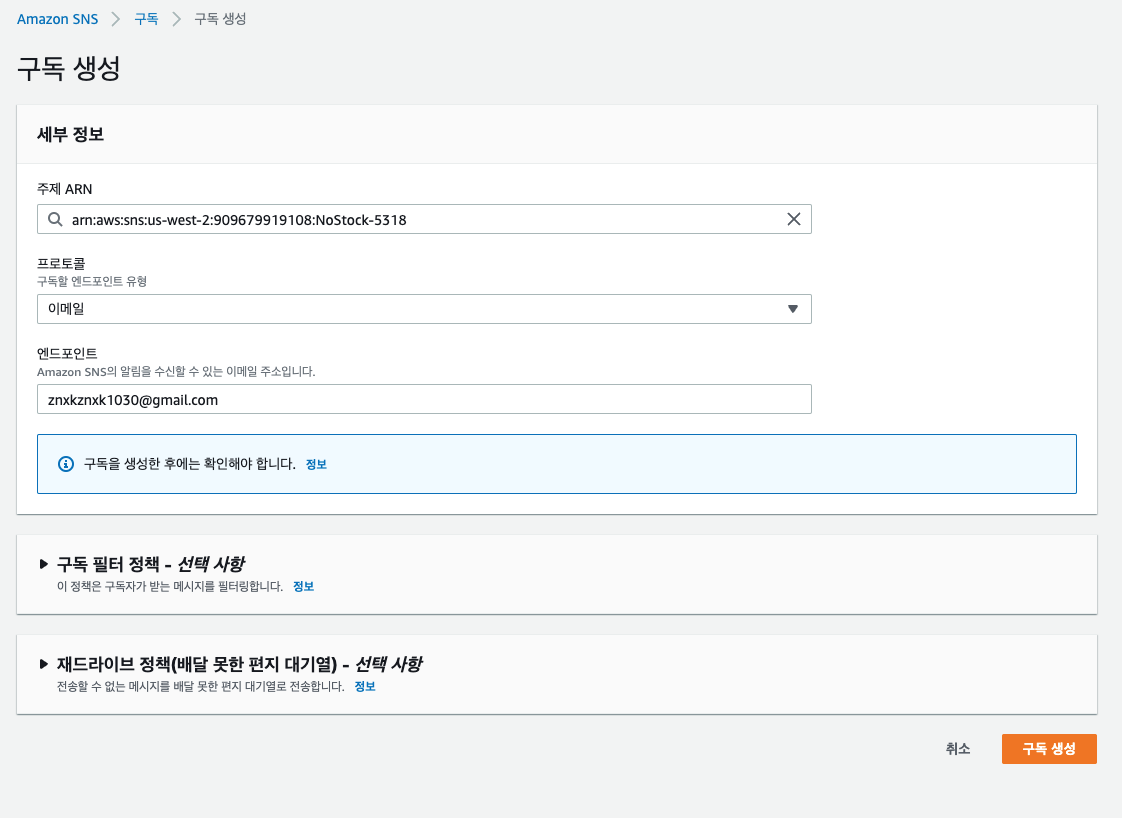 Amazon SNS > 구독 > 구독 생성
구독 생성
세부 정보
주제 ARN
arn:aws:sns:us-west-2:909679919108:NoStock-5318
프로토콜
구독할 엔드포인트 유형
이메일
엔드포인트
Amazon SNS의 알림을 수신할 수 있는 이메일 주소입니다.
znxkznxk1030@gmail.com
구독을 생성한 후에는 확인해야 합니다. 정보
구독 필터 정책 - 선택 사항
이 정책은 구독자가 받는 메시지를 필터링합니다. 정보
재드라이브 정책(배달 못한 편지 대기열) - 선택 사항
전송할 수 없는 메시지를 배달 못한 편지 대기열로 전송합니다. 정보
취소 구독 생성